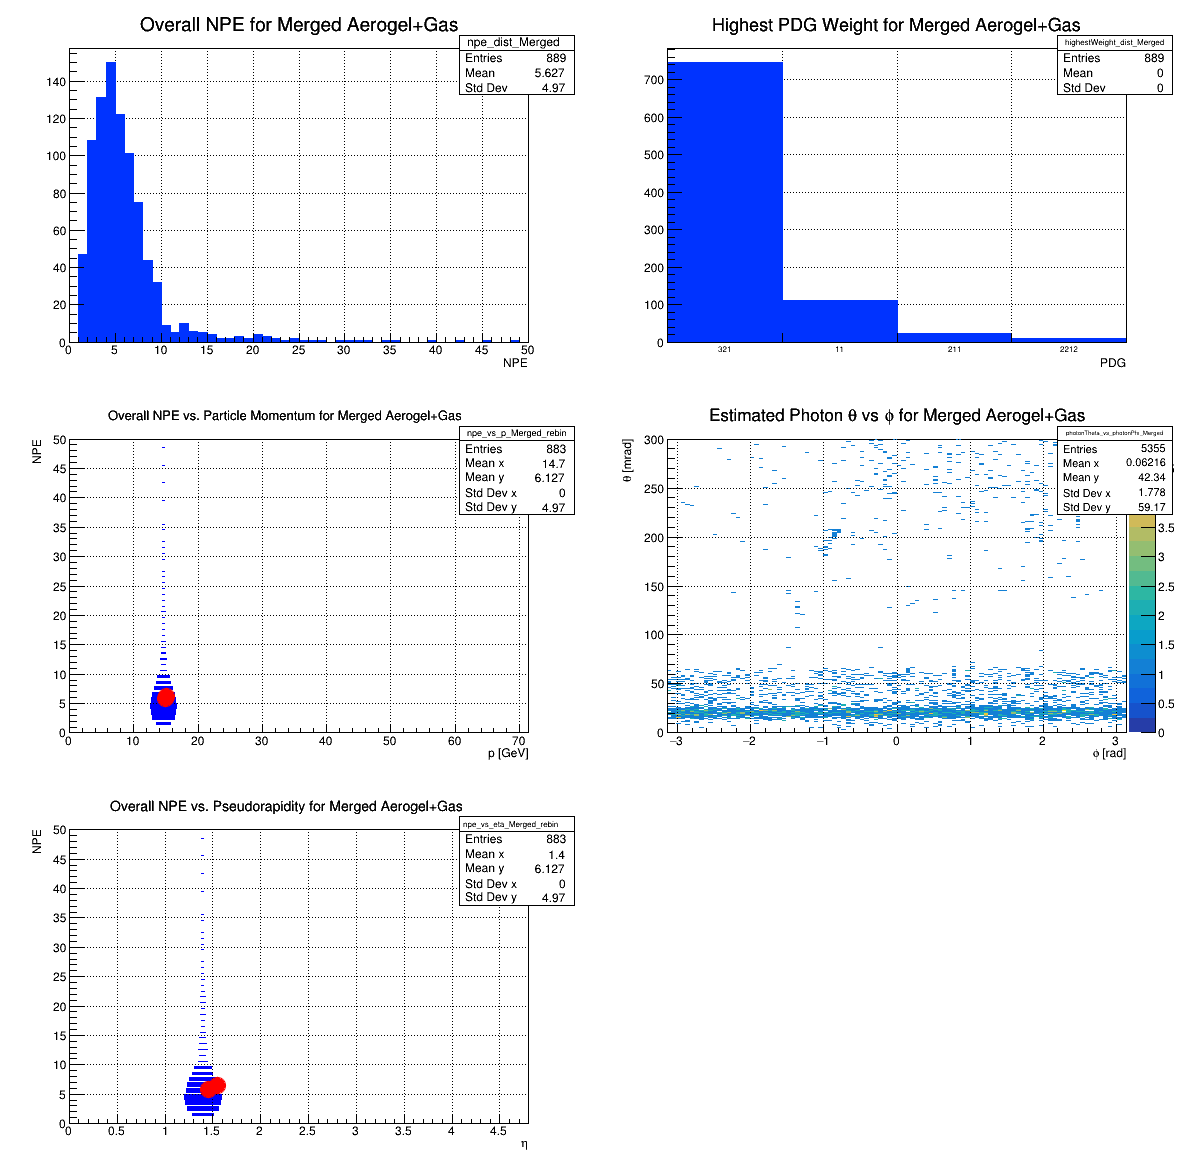 Overall NPE for Merged Aerogel+Gas
npe_dist_Merged
Entries 889
Mean 5.627
Std Dev 4.97
140
120
100
80
60
40
20
0
0 5 10 15 20 25 30 35 40 45 50
NPE
Highest PDG Weight for Merged Aerogel+Gas
highestWeight_dist_Merged
Entries 889
Mean 0
Std Dev 0
700
600
500
400
300
200
100
0
321 11 211 2212
PDG
Overall NPE vs. Particle Momentum for Merged Aerogel+Gas
NPE
npe_vs_p_Merged_rebin
Entries 883
Mean x 14.7
Mean y 6.127
Std Dev x 0
Std Dev y 4.97
50
45
40
35
30
25
20
15
10
5
0
0 10 20 30 40 50 60 70
p [GeV]
Estimated Photon θ vs ϕ for Merged Aerogel+Gas
θ [mrad]
photonTheta_vs_photonPhi_Merged
Entries 5355
Mean x 0.06216
Mean y 42.34
Std Dev x 1.778
Std Dev y 59.17
300
250
200
150
100
50
0
3.5
3
2.5
2
1.5
1
0.5
0
−3 −2 −1 0 1 2 3
ϕ [rad]
Overall NPE vs. Pseudorapidity for Merged Aerogel+Gas
NPE
npe_vs_eta_Merged_rebin
Entries 883
Mean x 1.4
Mean y 6.127
Std Dev x 0
Std Dev y 4.97
50
45
40
35
30
25
20
15
10
5
0
0 0.5 1 1.5 2 2.5 3 3.5 4 4.5
η